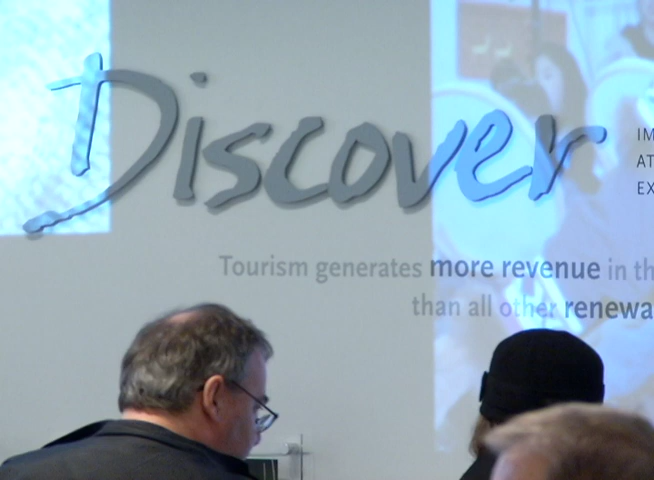 Discover
IM
AT
EX
Tourism generates more revenue in th
than all other renewa